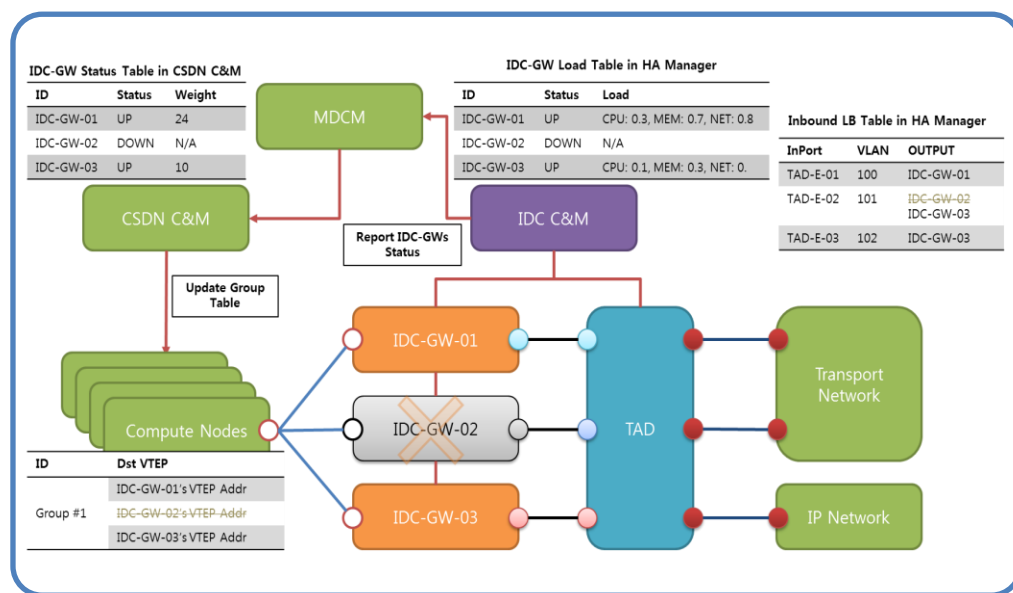 IDC-GW Status Table in CSDN C&M
ID Status Weight
IDC-GW-01 UP 24
IDC-GW-02 DOWN N/A
IDC-GW-03 UP 10
MDCM
IDC-GW Load Table in HA Manager
ID Status Load
IDC-GW-01 UP CPU: 0.3, MEM: 0.7, NET: 0.8
IDC-GW-02 DOWN N/A
IDC-GW-03 UP CPU: 0.1, MEM: 0.3, NET: 0.
Inbound LB Table in HA Manager
InPort VLAN OUTPUT
TAD-E-01 100 IDC-GW-01
TAD-E-02 101 IDC-GW-02
IDC-GW-03
TAD-E-03 102 IDC-GW-03
CSDN C&M
IDC C&M
Report IDC-GWs
Status
Update Group
Table
IDC-GW-01
IDC-GW-02
IDC-GW-03
TAD
Transport
Network
IP Network
Compute Nodes
ID Dst VTEP
IDC-GW-01's VTEP Addr
Group #1 IDC-GW-02's VTEP Addr
IDC-GW-03's VTEP Addr